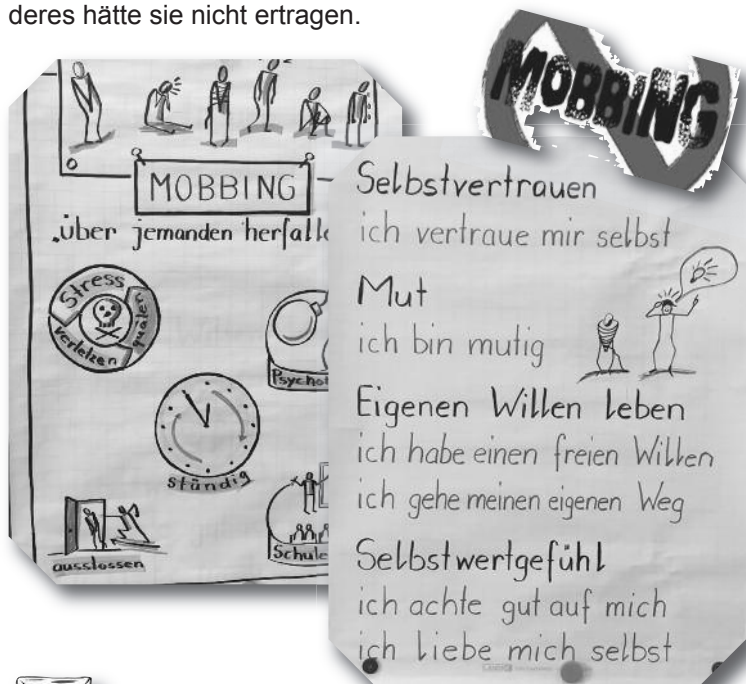 deres hätte sie nicht ertragen.
MOBBING
MOBBING
„über jemanden herfalle
Stress
quälen
verletzen
ständig
ausstossen
Schule
Selbstvertrauen
ich vertraue mir selbst
Mut
ich bin mutig
Eigenen Willen leben
ich habe einen freien Willen
ich gehe meinen eigenen Weg
Selbstwertgefühl
ich achte gut auf mich
ich liebe mich selbst